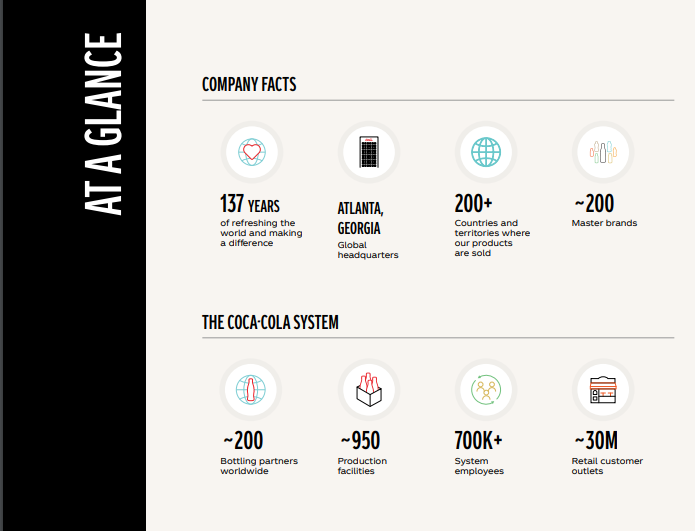 AT A GLANCE
COMPANY FACTS
137 YEARS
of refreshing the
world and making
a difference
ATLANTA,
GEORGIA
Global
headquarters
200+
Countries and
territories where
our products
are sold
~200
Master brands
THE COCA-COLA SYSTEM
~200
Bottling partners
worldwide
~950
Production
facilities
700K+
System
employees
~30M
Retail customer
outlets